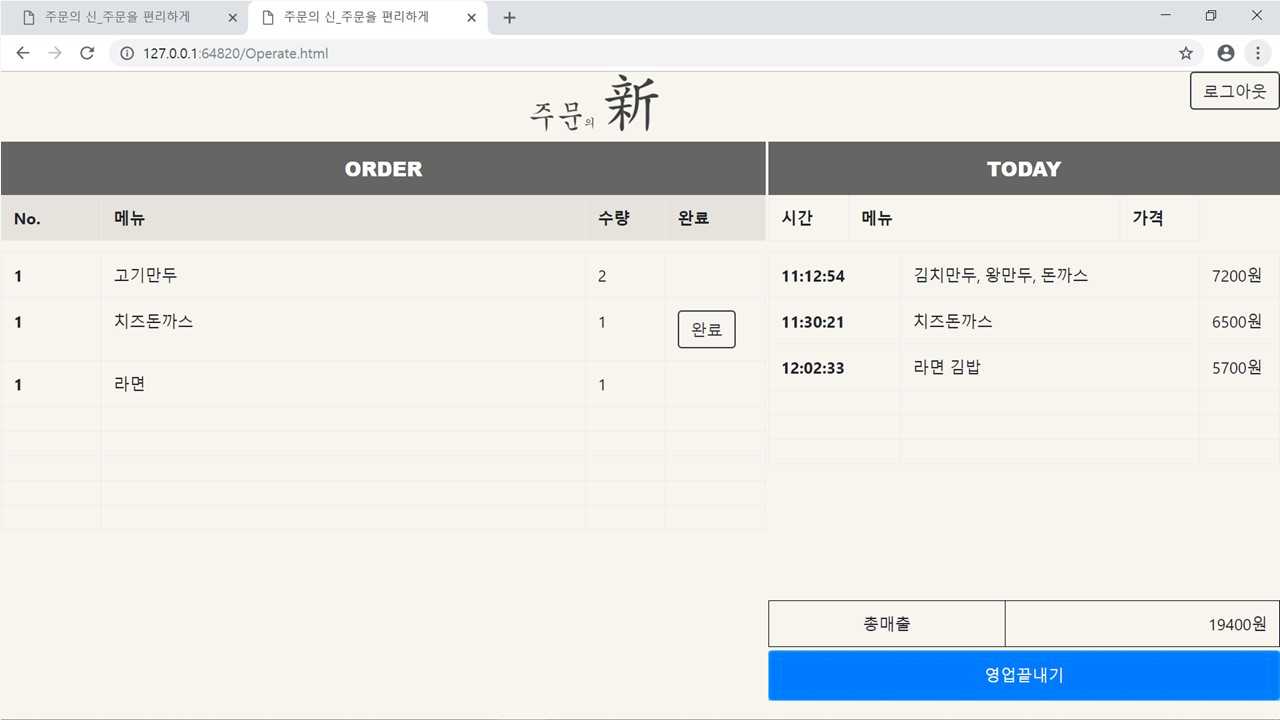 주문의 신_주문을 편리하게
주문의 신_주문을 편리하게
127.0.0.1:64820/Operate.html
주문의 新
로그아웃
ORDER
No. 메뉴 수량 완료
1 고기만두 2
1 치즈돈까스 1 완료
1 라면 1
TODAY
시간 메뉴 가격
11:12:54 김치만두, 왕만두, 돈까스 7200원
11:30:21 치즈돈까스 6500원
12:02:33 라면 김밥 5700원
총매출 19400원
영업끝내기